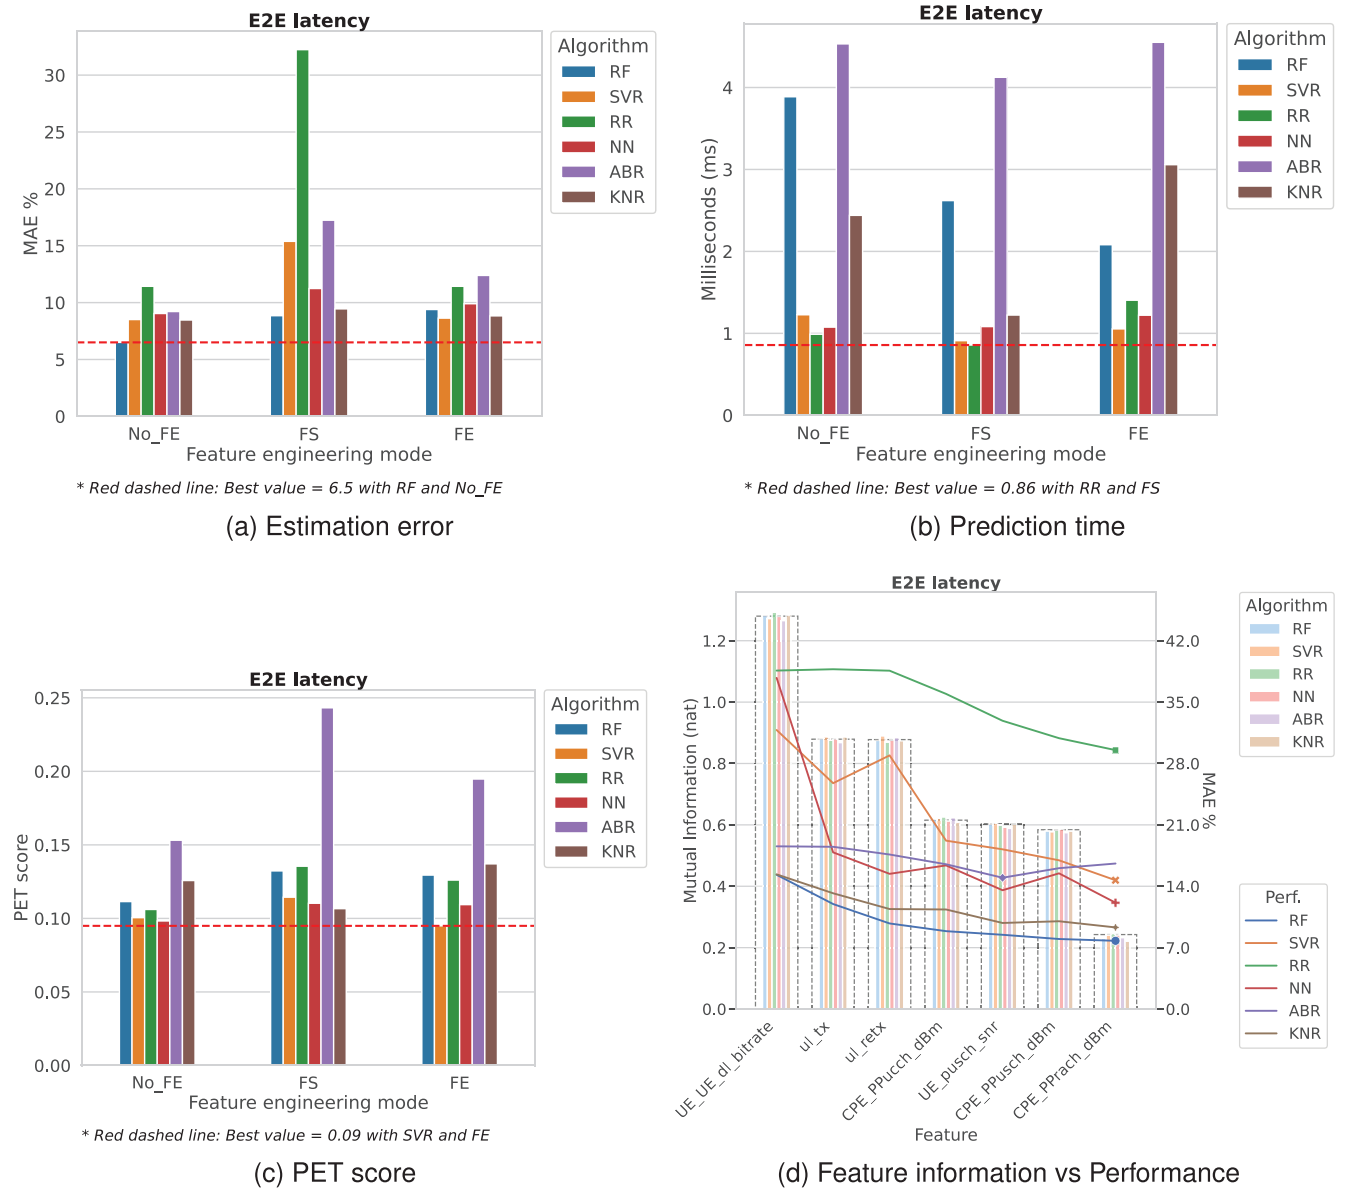 E2E latency
30
25
20
15
10
5
0
MAE %
No_FE
FS
FE
Feature engineering mode
Algorithm
RF
SVR
RR
NN
ABR
KNR
* Red dashed line: Best value = 6.5 with RF and No_FE
(a) Estimation error
E2E latency
4
3
2
1
0
Milliseconds (ms)
No_FE
FS
FE
Feature engineering mode
Algorithm
RF
SVR
RR
NN
ABR
KNR
* Red dashed line: Best value = 0.86 with RR and FS
(b) Prediction time
E2E latency
0.25
0.20
0.15
0.10
0.05
0.00
PET score
No_FE
FS
FE
Feature engineering mode
Algorithm
RF
SVR
RR
NN
ABR
KNR
* Red dashed line: Best value = 0.09 with SVR and FE
(c) PET score
E2E latency
1.2
1.0
0.8
0.6
0.4
0.2
0.0
Mutual Information (nat)
42.0
35.0
28.0
21.0
14.0
7.0
0.0
MAE %
UE_UE_dl_bitrate
ul_tx
ul_retx
CPE_PPucch_dBm
UE_pusch_snr
CPE_PPusch_dBm
CPE_PPrach_dBm
Feature
Algorithm
RF
SVR
RR
NN
ABR
KNR
Perf.
RF
SVR
RR
NN
ABR
KNR
(d) Feature information vs Performance